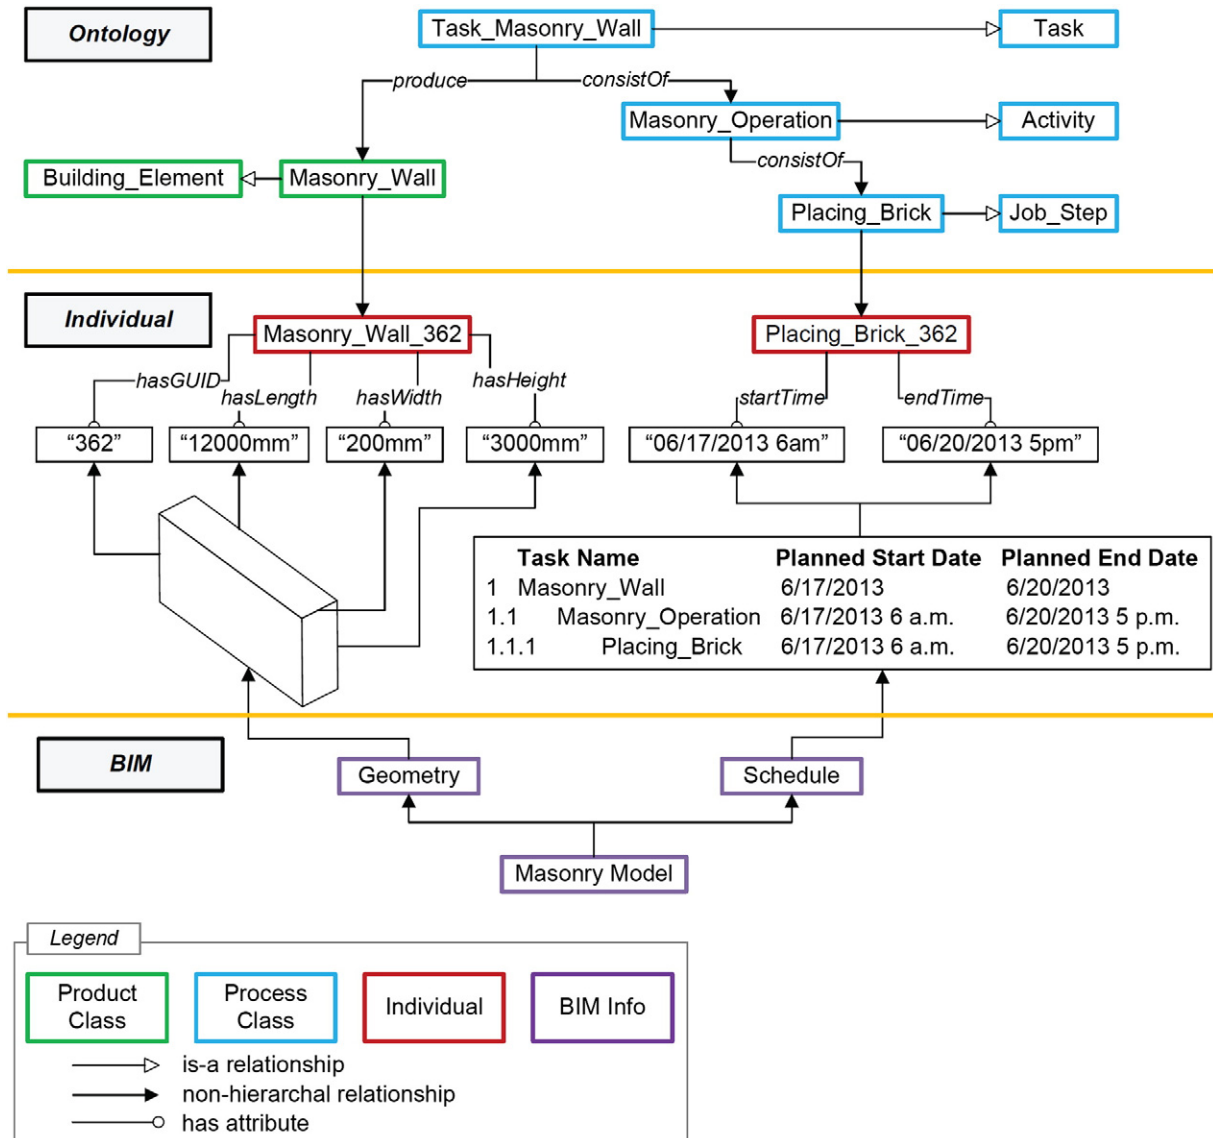 Ontology
Task_Masonry_Wall
Task
produce
consistOf
Masonry_Operation
Activity
consistOf
Building_Element
Masonry_Wall
Placing_Brick
Job_Step
Individual
Masonry_Wall_362
Placing_Brick_362
hasGUID
hasLength
hasWidth
hasHeight
startTime
endTime
“362”
“12000mm”
“200mm”
“3000mm”
“06/17/2013 6am”
“06/20/2013 5pm”
Task Name Planned Start Date Planned End Date
1 Masonry_Wall 6/17/2013 6/20/2013
1.1 Masonry_Operation 6/17/2013 6 a.m. 6/20/2013 5 p.m.
1.1.1 Placing_Brick 6/17/2013 6 a.m. 6/20/2013 5 p.m.
BIM
Geometry
Schedule
Masonry Model
Legend
Product
Class
Process
Class
Individual
BIM Info
is-a relationship
non-hierarchal relationship
has attribute